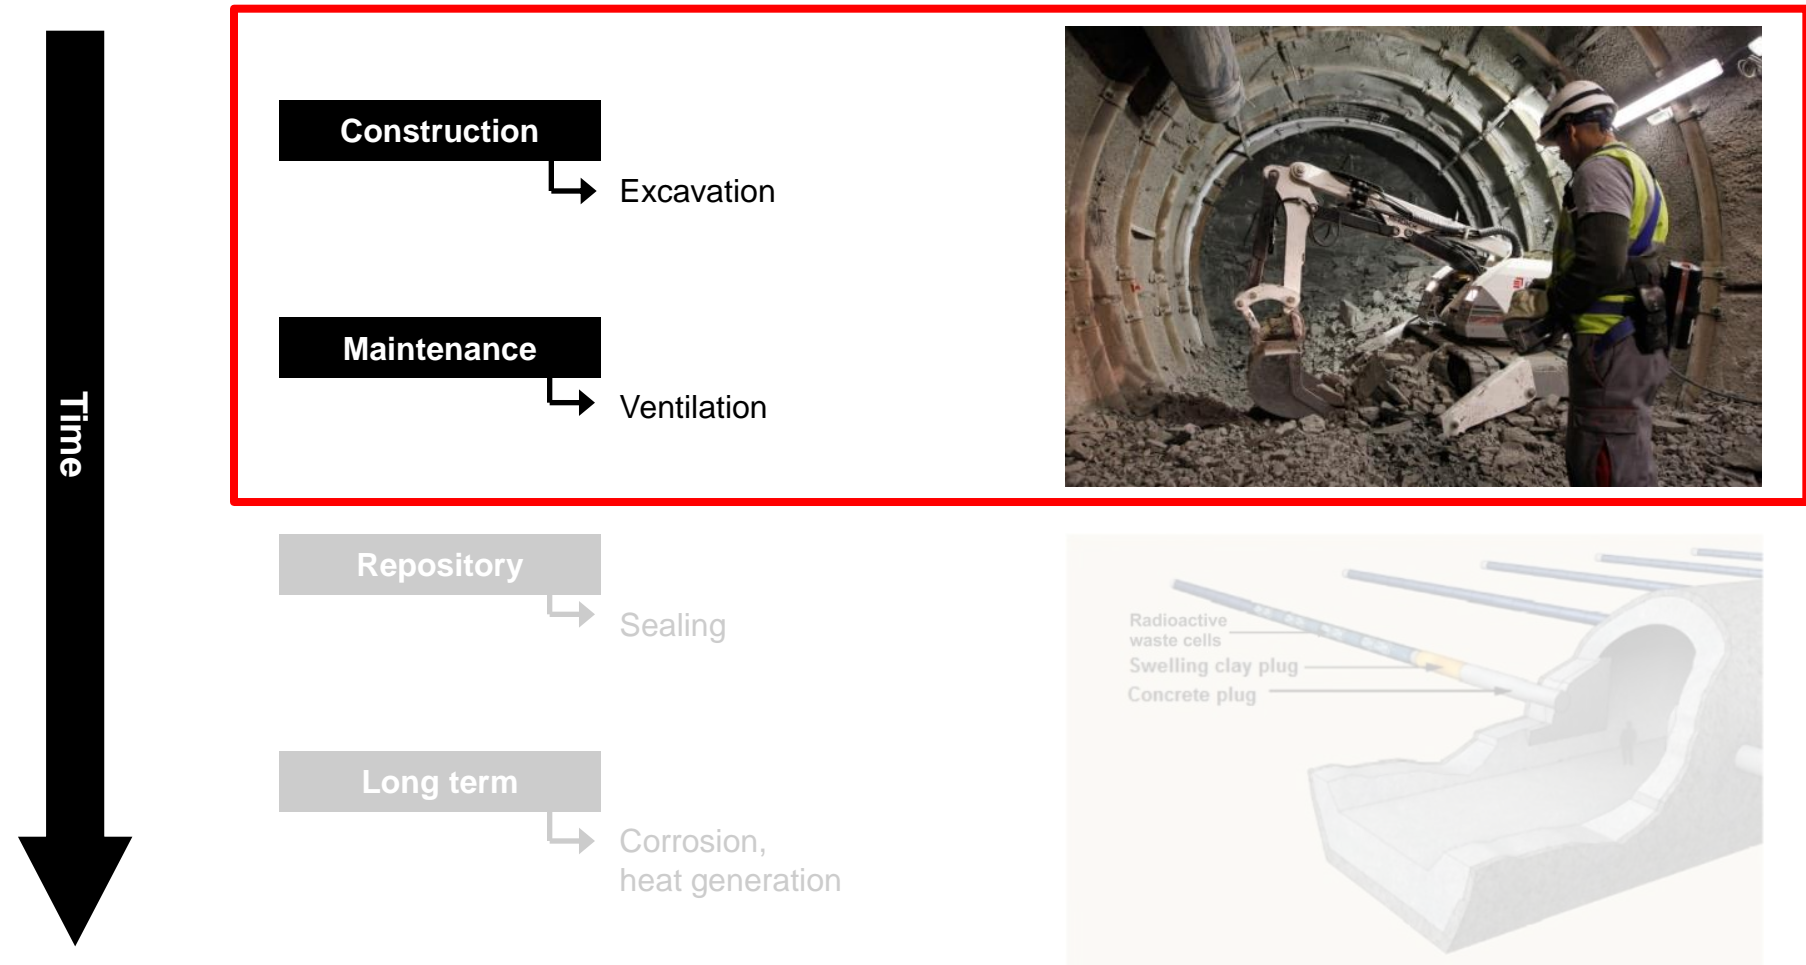 Time
Construction
Excavation
Maintenance
Ventilation
Repository
Sealing
Long term
Corrosion,
heat generation
Radioactive
waste cells
Swelling clay plug
Concrete plug